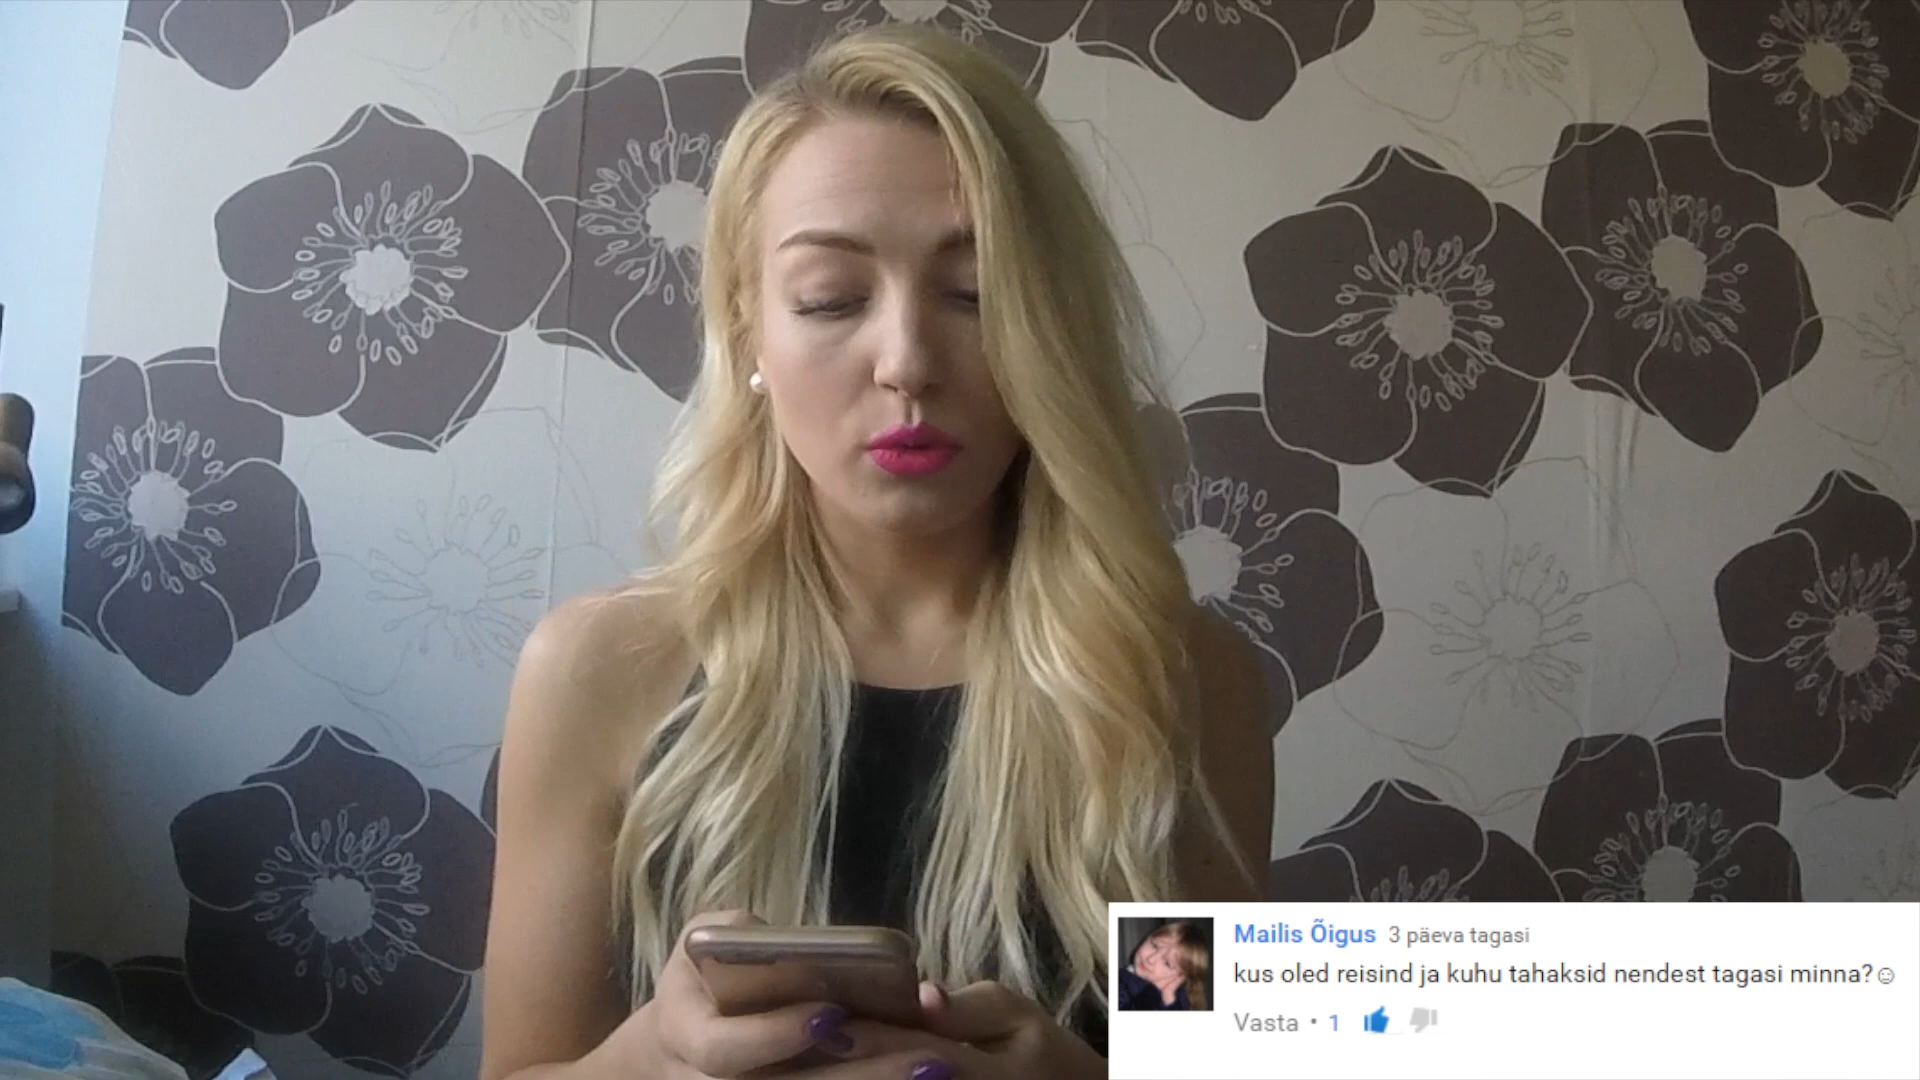 Mailis Õigus 3 päeva tagasi
kus oled reisind ja kuhu tahaksid nendest tagasi minna?☺
Vasta • 1